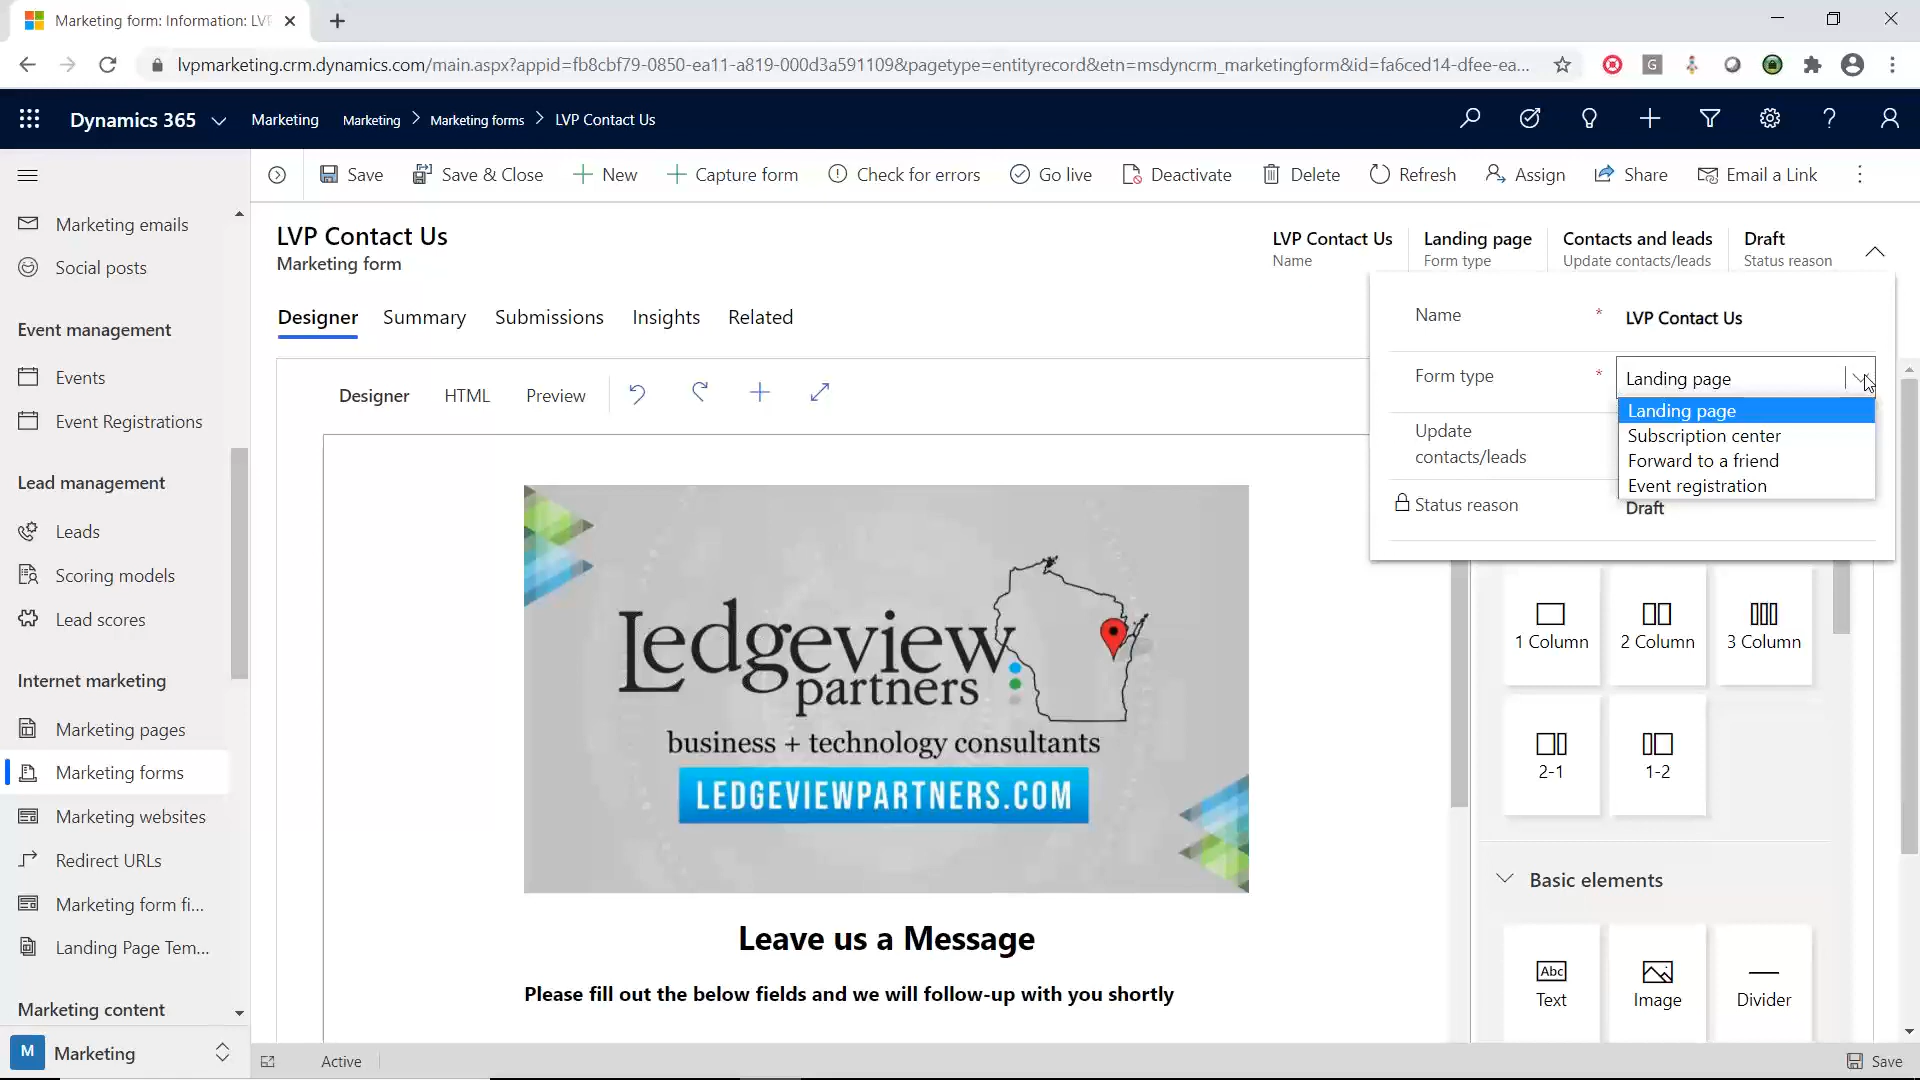 Marketing form: Information: LVP
lvpmarketing.crm.dynamics.com/main.aspx?appid=fb8cbf79-0850-ea11-a819-000d3a591109&pagetype=entityrecord&etn=msdyncrm_marketingform&id=fa6ced14-dfee-ea...
Dynamics 365
Marketing
Marketing > Marketing forms > LVP Contact Us
Save
Save & Close
New
Capture form
Check for errors
Go live
Deactivate
Delete
Refresh
Assign
Share
Email a Link
Marketing emails
Social posts
Event management
Events
Event Registrations
Lead management
Leads
Scoring models
Lead scores
Internet marketing
Marketing pages
Marketing forms
Marketing websites
Redirect URLs
Marketing form fi...
Landing Page Tem...
Marketing content
M Marketing
LVP Contact Us
Marketing form
LVP Contact Us
Name
Landing page
Form type
Contacts and leads
Update contacts/leads
Draft
Status reason
Designer
Summary
Submissions
Insights
Related
Designer
HTML
Preview
Name * LVP Contact Us
Form type * Landing page
Landing page
Subscription center
Forward to a friend
Event registration
Update
contacts/leads
Status reason
Draft
Ledgeview
partners
business + technology consultants
LEDGEVIEWPARTNERS.COM
Leave us a Message
Please fill out the below fields and we will follow-up with you shortly
1 Column
2 Column
3 Column
2-1
1-2
Basic elements
Abc
Text
Image
Divider
Active
Save